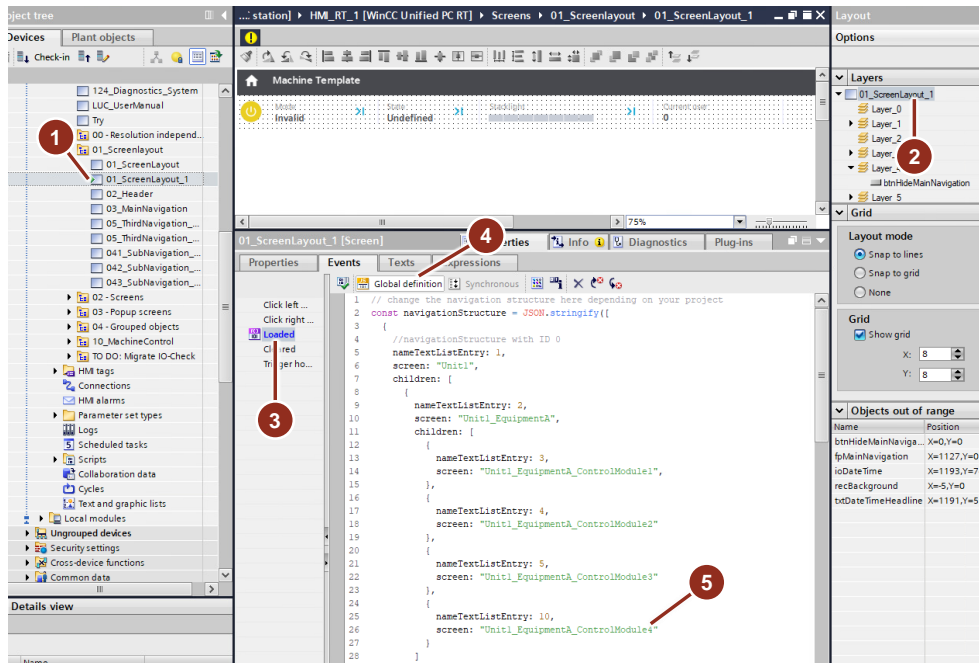 oject tree
Devices
Plant objects
Check-in
124_Diagnostics_System
LUC_UserManual
Try
00 - Resolution independ...
01_Screenlayout
01_ScreenLayout
01_ScreenLayout_1
02_Header
03_MainNavigation
05_ThirdNavigation_...
05_ThirdNavigation_...
041_SubNavigation_...
042_SubNavigation_...
043_SubNavigation_...
02 - Screens
03 - Popup screens
04 - Grouped objects
10_MachineControl
TO DO: Migrate IO-Check
HMI tags
Connections
HMI alarms
Parameter set types
Logs
Scheduled tasks
Scripts
Collaboration data
Cycles
Text and graphic lists
Local modules
Ungrouped devices
Security settings
Cross-device functions
Common data
Details view
Name
1
.... station] ▸ HMI_RT_1 [WinCC Unified PC RT] ▸ Screens ▸ 01_Screenlayout ▸ 01_ScreenLayout_1
Machine Template
Mode
Invalid
State
Undefined
Stacklight
Current user
0
75%
01_ScreenLayout_1 [Screen]
erties
Info
Diagnostics
Plug-ins
4
Properties
Events
Texts
Expressions
Global definition
Synchronous
Click left ...
Click right ...
Loaded
Cleared
Trigger ho...
3
1 // change the navigation structure here depending on your project
2 const navigationStructure = JSON.stringify([
3 {
4 //navigationStructure with ID 0
5 nameTextListEntry: 1,
6 screen: "Unit1",
7 children: [
8 {
9 nameTextListEntry: 2,
10 screen: "Unit1_EquipmentA",
11 children: [
12 {
13 nameTextListEntry: 3,
14 screen: "Unit1_EquipmentA_ControlModule1",
15 },
16 {
17 nameTextListEntry: 4,
18 screen: "Unit1_EquipmentA_ControlModule2"
19 },
20 {
21 nameTextListEntry: 5,
22 screen: "Unit1_EquipmentA_ControlModule3"
23 },
24 {
25 nameTextListEntry: 10,
26 screen: "Unit1_EquipmentA_ControlModule4"
27 }
28 ]
5
Layout
Options
Layers
01_ScreenLayout_1
Layer_0
Layer_1
Layer_2
Layer_
Layer_
btnHideMainNavigation
Layer_5
2
Grid
Layout mode
Snap to lines
Snap to grid
None
Grid
Show grid
X: 8
Y: 8
Objects out of range
Name Position
btnHideMainNaviga... X=0,Y=0
fpMainNavigation X=1127,Y=0
ioDateTime X=1193,Y=7
recBackground X=-5,Y=0
txtDateTimeHeadline X=1191,Y=5